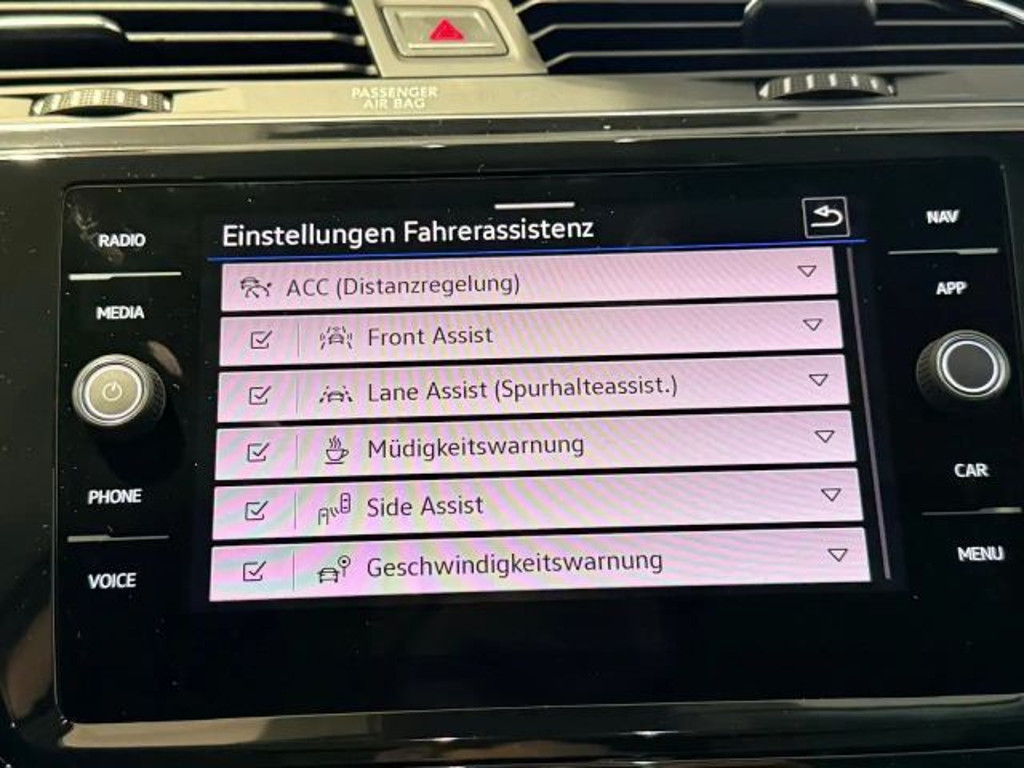 PASSENGER
AIR BAG
RADIO
MEDIA
PHONE
VOICE
Einstellungen Fahrerassistenz
ACC (Distanzregelung)
Front Assist
Lane Assist (Spurhalteassist.)
Müdigkeitswarnung
Side Assist
Geschwindigkeitswarnung
NAV
APP
CAR
MENU